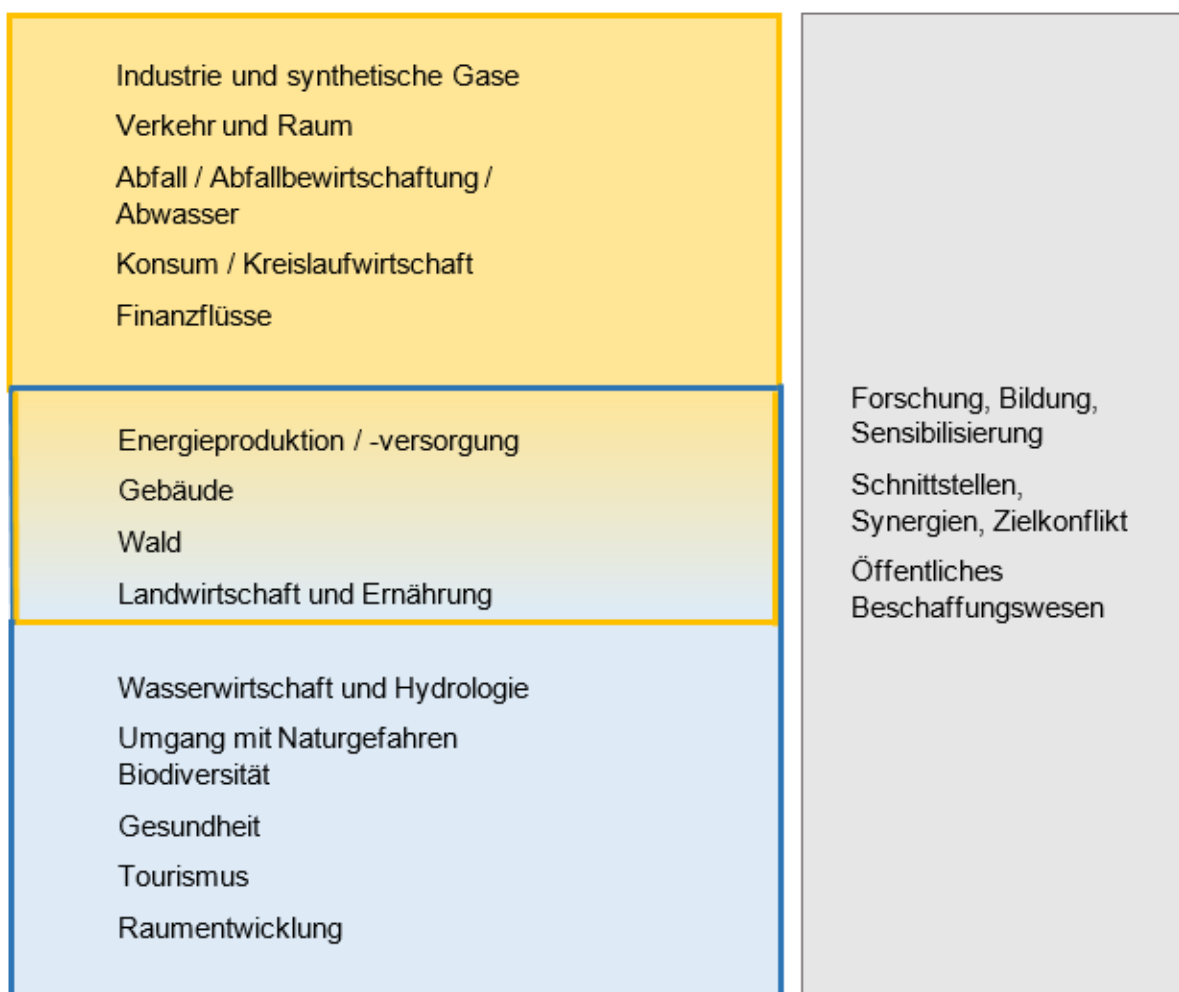 Industrie und synthetische Gase
Verkehr und Raum
Abfall / Abfallbewirtschaftung /
Abwasser
Konsum / Kreislaufwirtschaft
Finanzflüsse
Energieproduktion / -versorgung
Gebäude
Wald
Landwirtschaft und Ernährung
Wasserwirtschaft und Hydrologie
Umgang mit Naturgefahren
Biodiversität
Gesundheit
Tourismus
Raumentwicklung
Forschung, Bildung,
Sensibilisierung
Schnittstellen,
Synergien, Zielkonflikt
Öffentliches
Beschaffungswesen